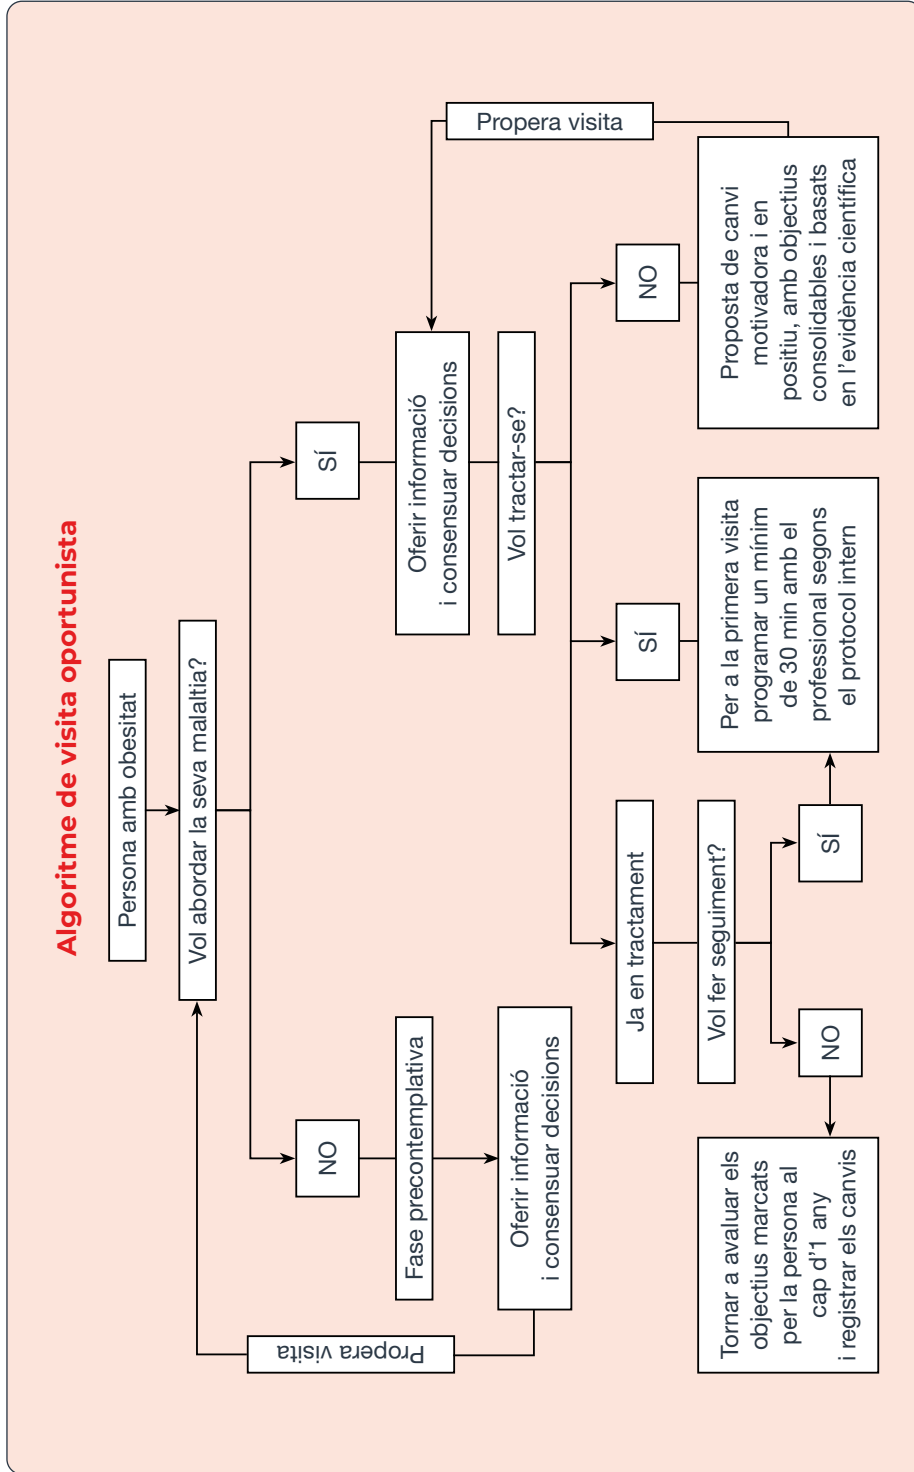 Algoritme de visita oportunista
Persona amb obesitat
Vol abordar la seva malaltia?
NO
SÍ
Fase precontemplativa
Oferir informació
i consensuar decisions
Propera visita
Oferir informació
i consensuar decisions
Propera visita
Vol tractar-se?
Ja en tractament
SÍ
NO
Vol fer seguiment?
NO
SÍ
Tornar a avaluar els
objectius marcats
per la persona al
cap d'1 any
i registrar els canvis
Per a la primera visita
programar un mínim
de 30 min amb el
professional segons
el protocol intern
Proposta de canvi
motivadora i en
positiu, amb objectius
consolidables i basats
en l'evidència científica